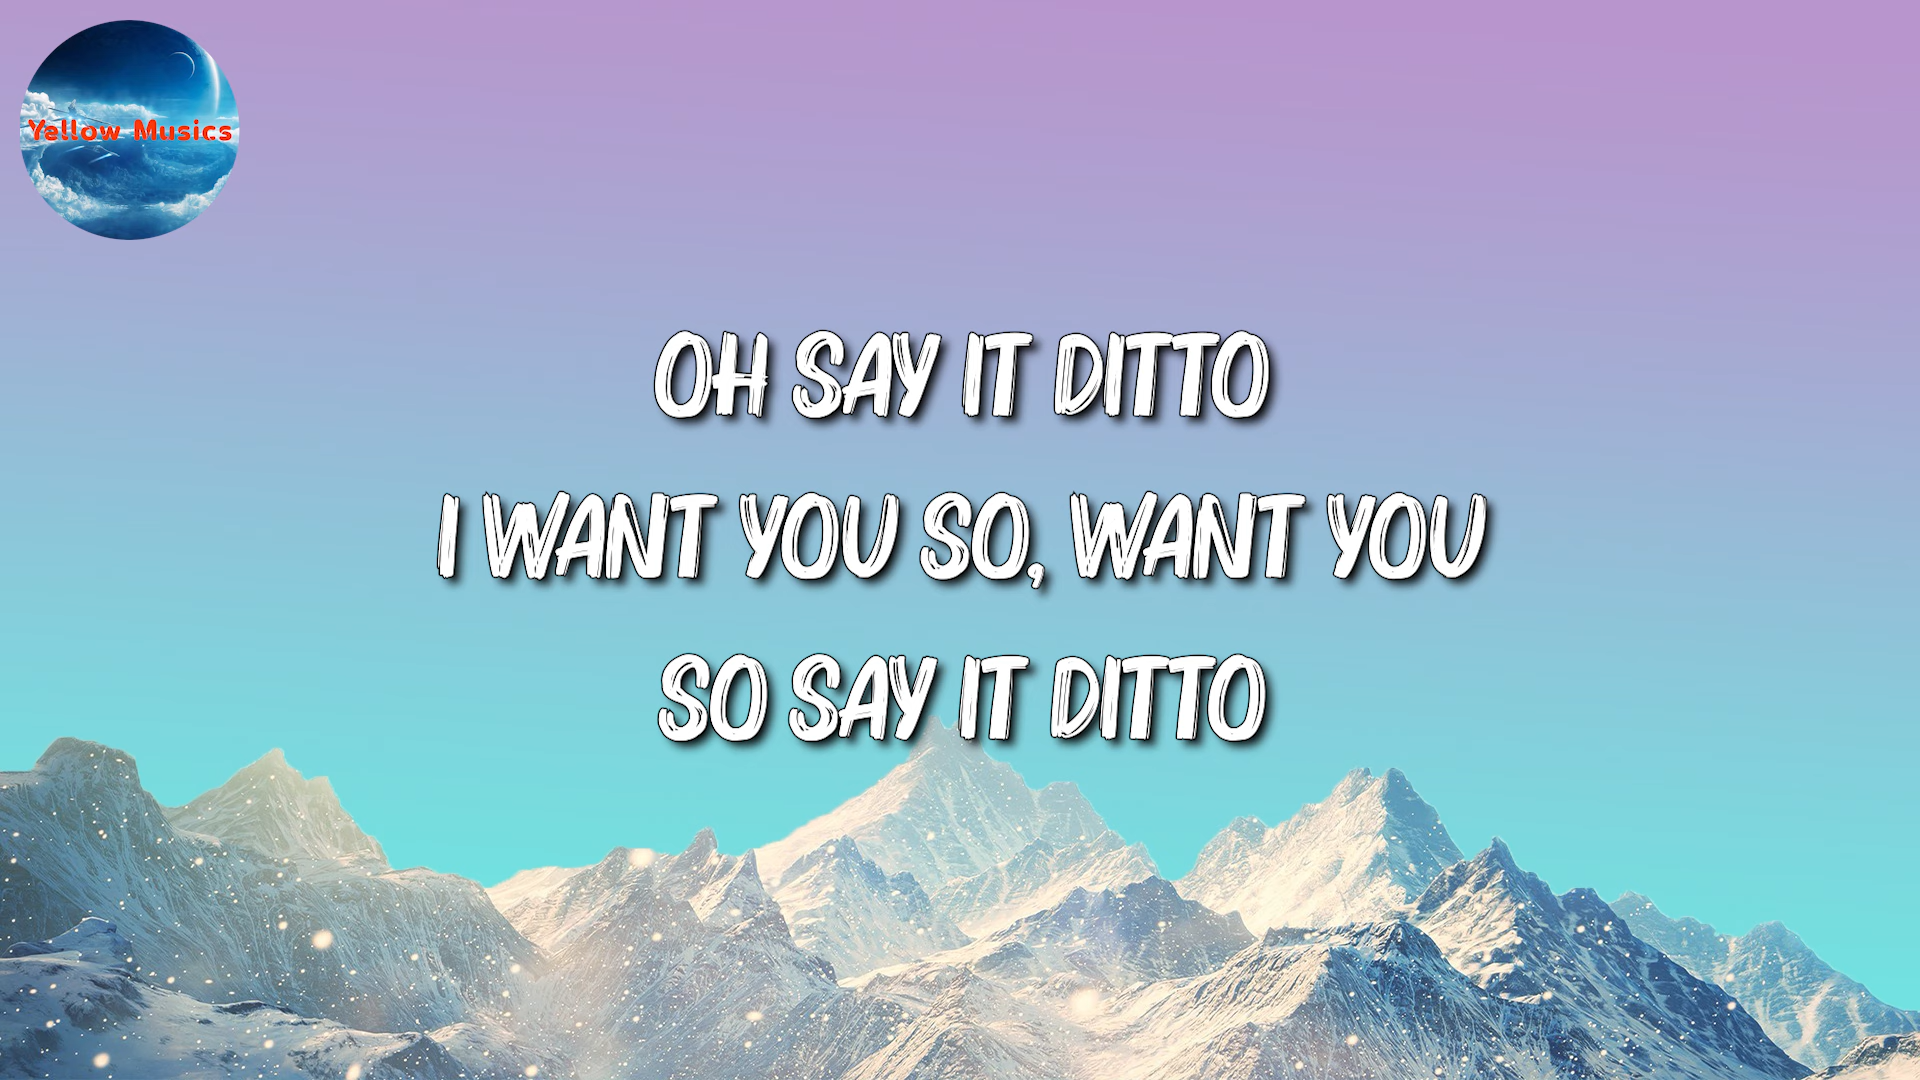 Yellow Musics
OH SAY IT DITTO
I WANT YOU SO, WANT YOU
SO SAY IT DITTO